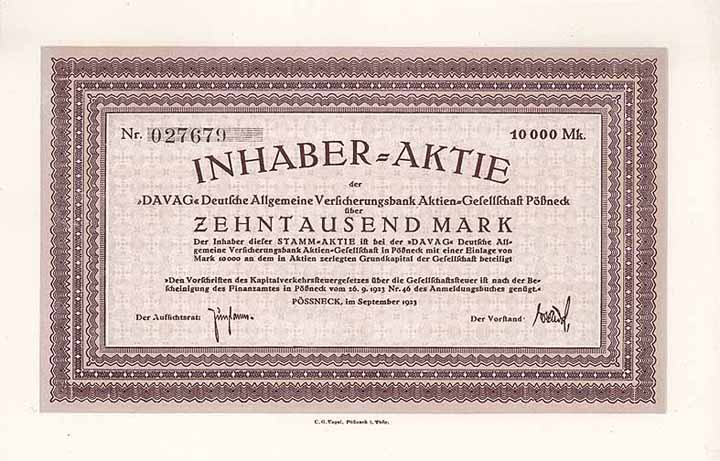 Nr. 027679
10 000 Mk.
INHABER=AKTIE
der
»DAVAG« Deutsche Allgemeine Versicherungsbank Aktien=Gesellschaft Pößneck
über
ZEHNTAUSEND MARK
Der Inhaber dieser STAMM=AKTIE ist bei der »DAVAG« Deutsche All=
gemeine Versicherungsbank Aktien=Gesellschaft in Pößneck mit einer Einlage von
Mark 10000 an dem in Aktien zerlegten Grundkapital der Gesellschaft beteiligt
»Den Vorschriften des Kapitalverkehrsteuergesetzes über die Gesellschaftsteuer ist nach der Be=
scheinigung des Finanzamtes in Pößneck vom 26. 9. 1923 Nr. 46 des Anmeldungsbuches genügt.«
PÖSSNECK, im September 1923
Der Aufsichtsrat:
Der Vorstand:
C. G. Vogel, Pößneck i. Thür.